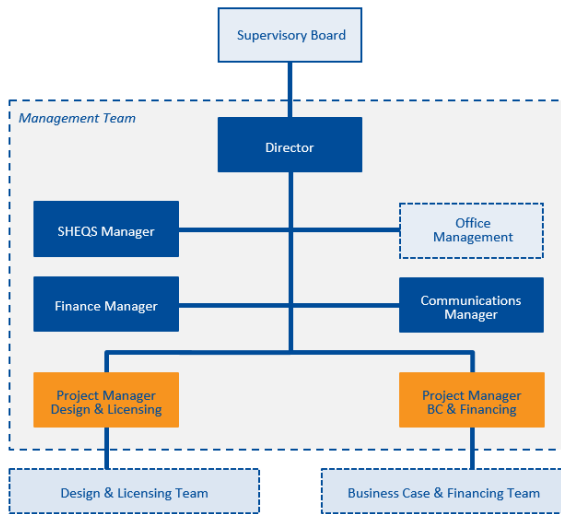 Supervisory Board
Management Team
Director
SHEQS Manager
Office
Management
Finance Manager
Communications
Manager
Project Manager
Design & Licensing
Project Manager
BC & Financing
Design & Licensing Team
Business Case & Financing Team